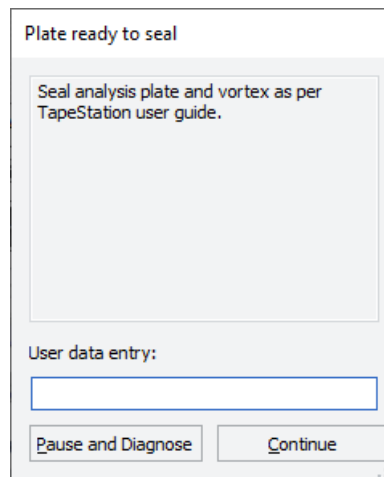 Plate ready to seal
Seal analysis plate and vortex as per
TapeStation user guide.
User data entry:
Pause and Diagnose
Continue